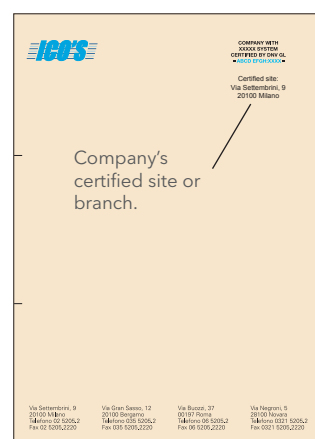 ICO'S
COMPANY WITH
XXXXX SYSTEM
CERTIFIED BY DNV GL
=ABCD EFGH XXXX=
Certified site:
Via Settembrini, 9
20100 Milano
Company's
certified site or
branch.
Via Settembrini, 9
20100 Milano
Telefono 02 5205.2
Fax 02 5205.2220
Via Gran Sasso, 12
20100 Bergamo
Telefono 035 5205.2
Fax 035 5205.2220
Via Buozzi, 37
00197 Roma
Telefono 06 5205.2
Fax 06 5205.2220
Via Negroni, 5
28100 Novara
Telefono 0321 5205.2
Fax 0321 5205.2220